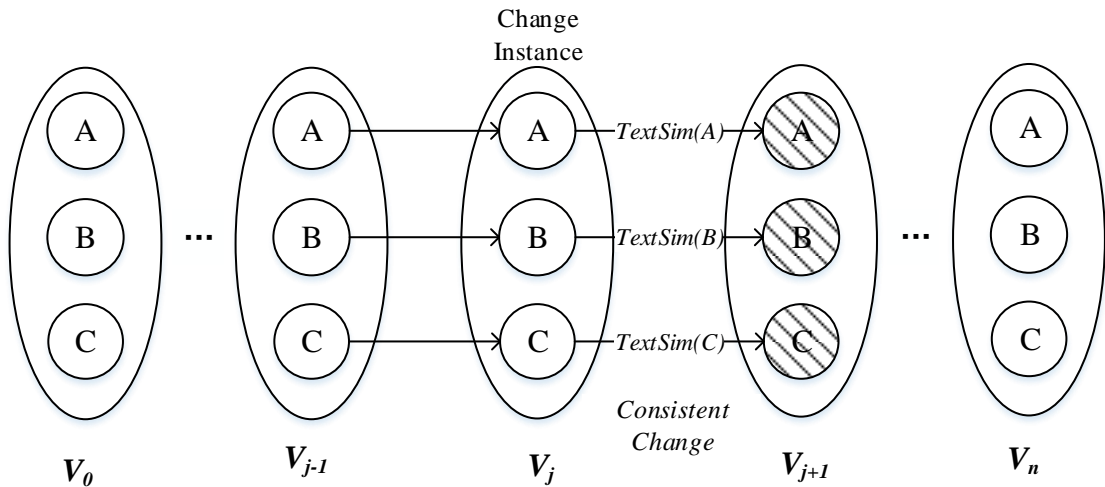 Change
Instance
A A A TextSim(A) A A
B ... B B TextSim(B) B ... B
C C C TextSim(C) C C
Consistent
Change
V0 Vj-1 Vj Vj+1 Vn